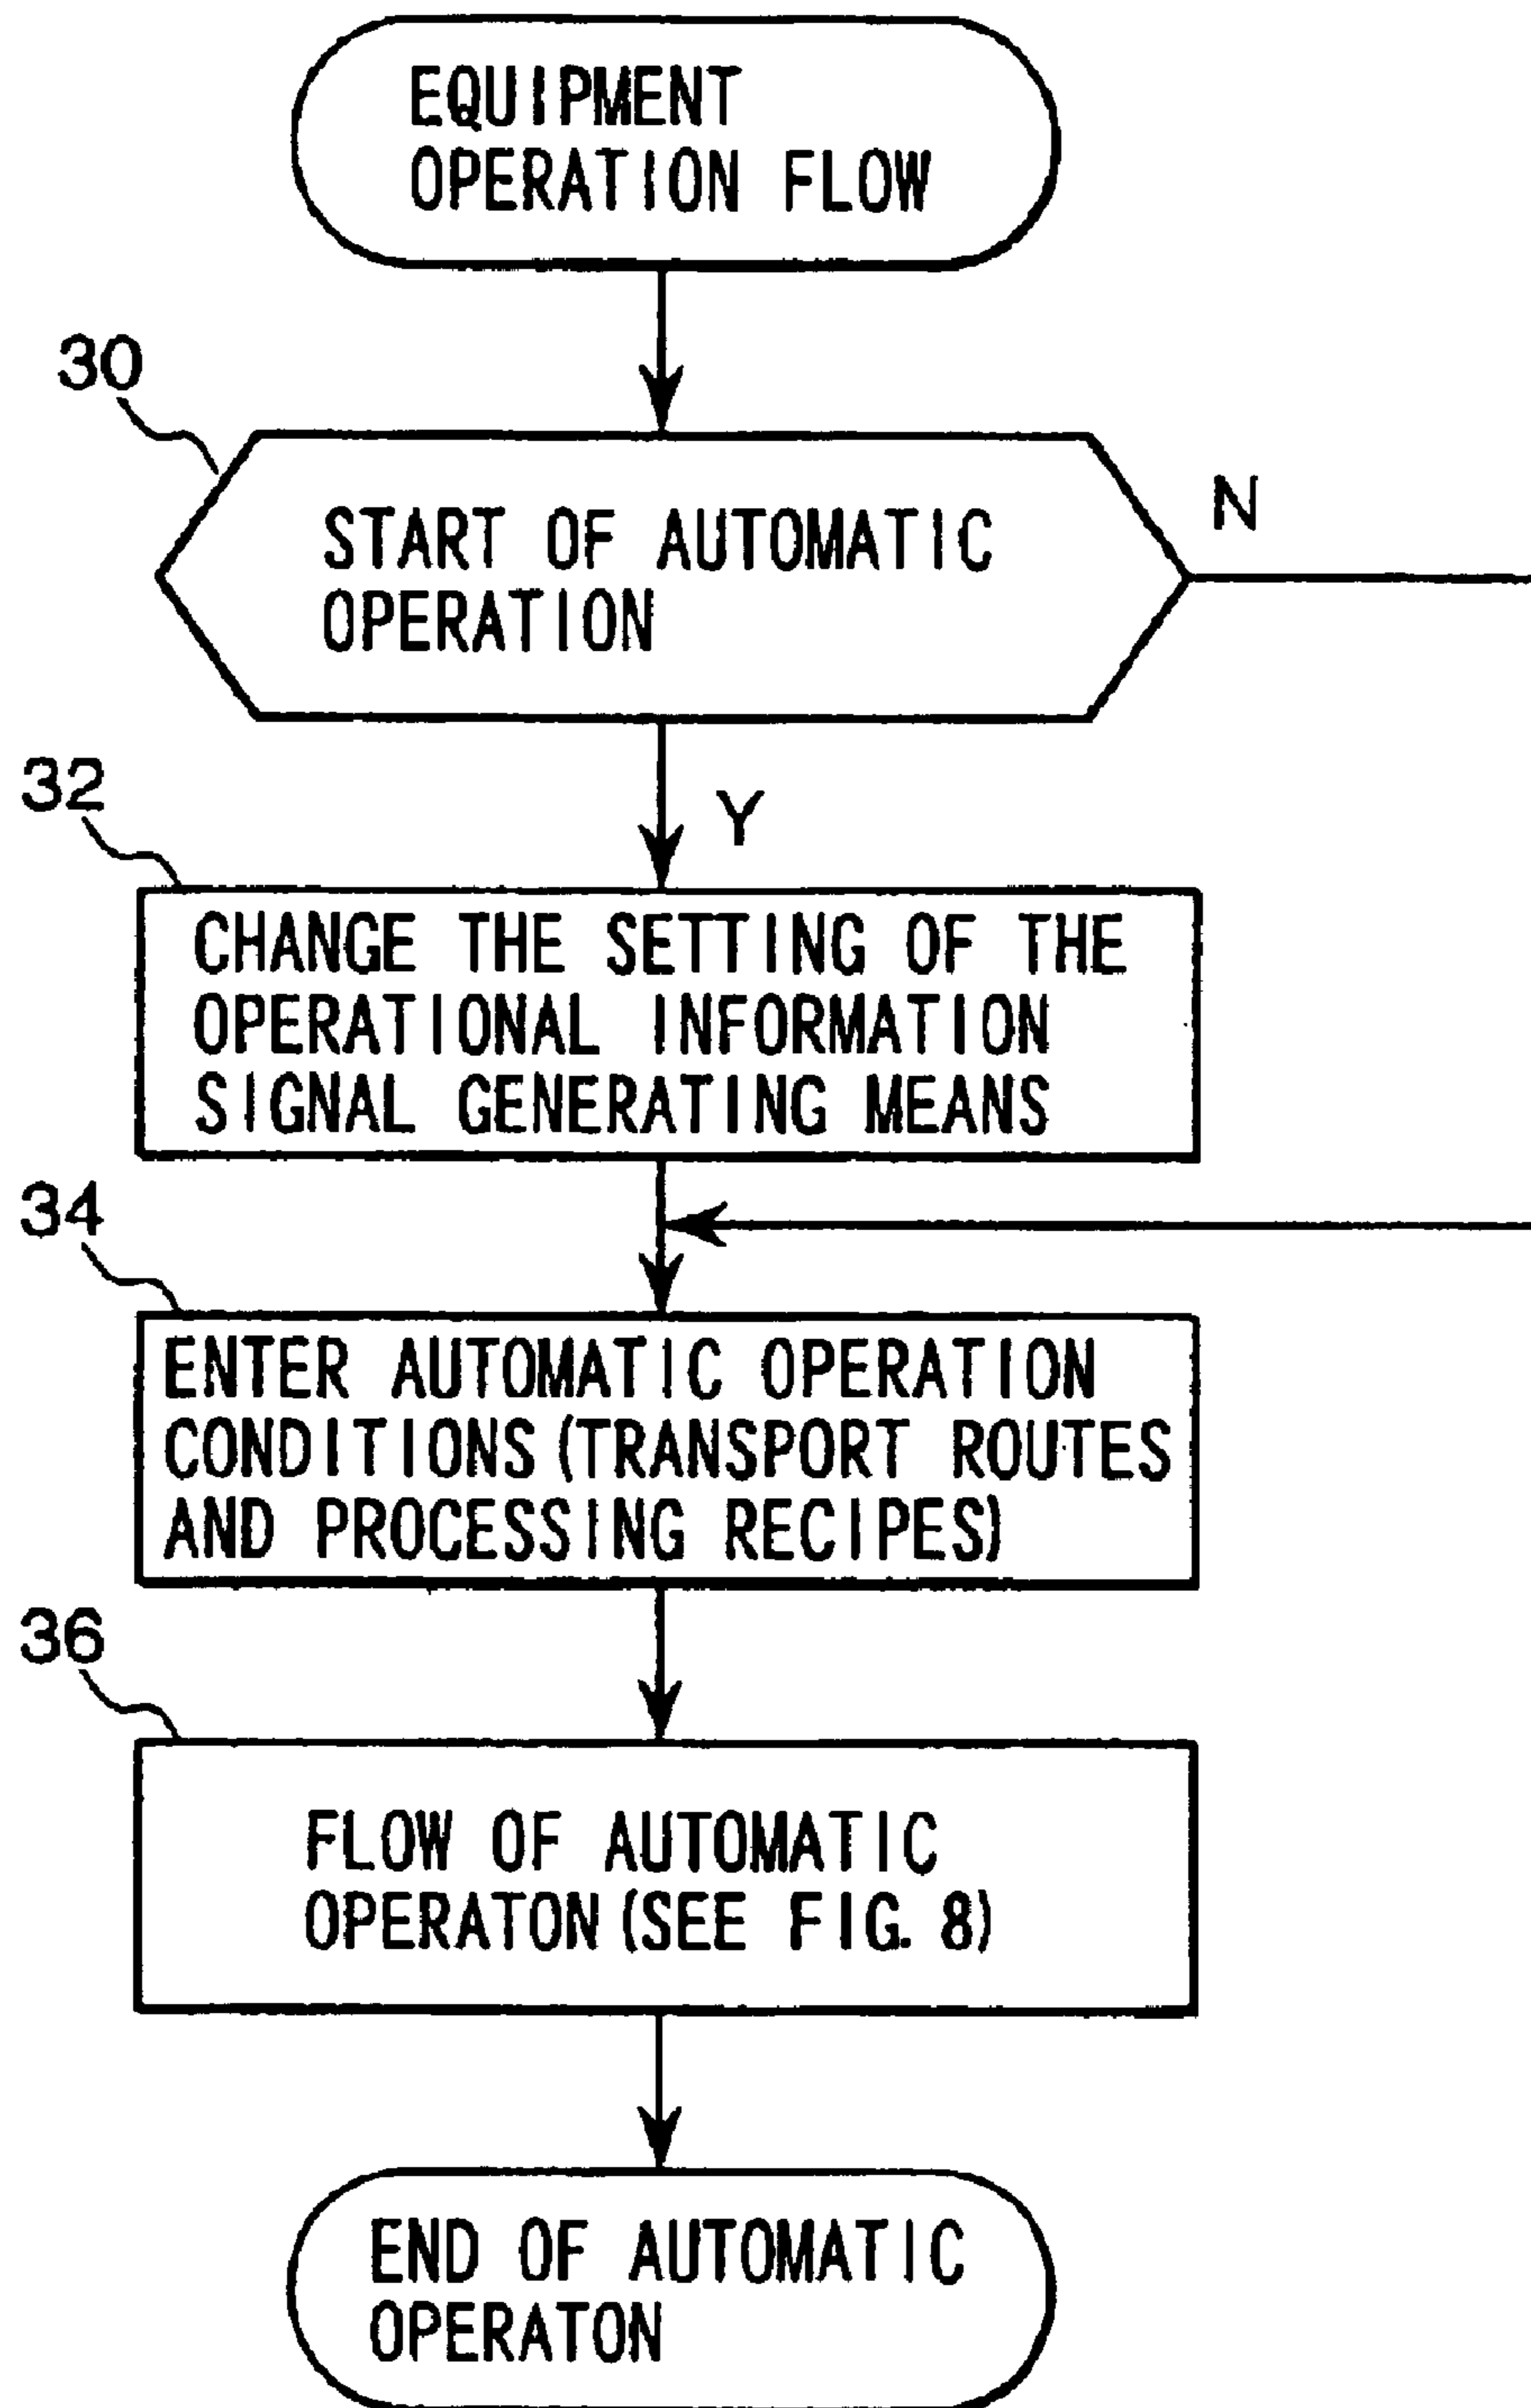 EQUIPMENT
OPERATION FLOW
30
START OF AUTOMATIC
OPERATION
N
32
Y
CHANGE THE SETTING OF THE
OPERATIONAL INFORMATION
SIGNAL GENERATING MEANS
34
ENTER AUTOMATIC OPERATION
CONDITIONS (TRANSPORT ROUTES
AND PROCESSING RECIPES)
36
FLOW OF AUTOMATIC
OPERATON (SEE FIG. 8)
END OF AUTOMATIC
OPERATON